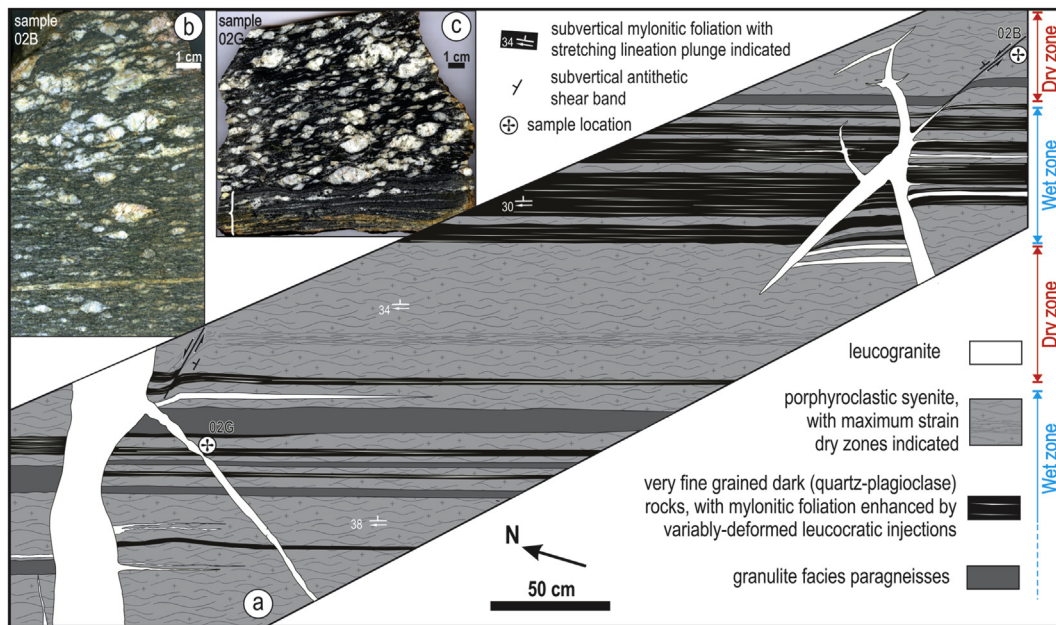 sample
02B
b
1 cm
sample
02G
c
1 cm
34
subvertical mylonitic foliation with
stretching lineation plunge indicated
subvertical antithetic
shear band
sample location
02B
Dry zone
Wet zone
30
34
Dry zone
leucogranite
porphyroclastic syenite,
with maximum strain
dry zones indicated
02G
Wet zone
very fine grained dark (quartz-plagioclase)
rocks, with mylonitic foliation enhanced by
variably-deformed leucocratic injections
38
N
granulite facies paragneisses
a
50 cm